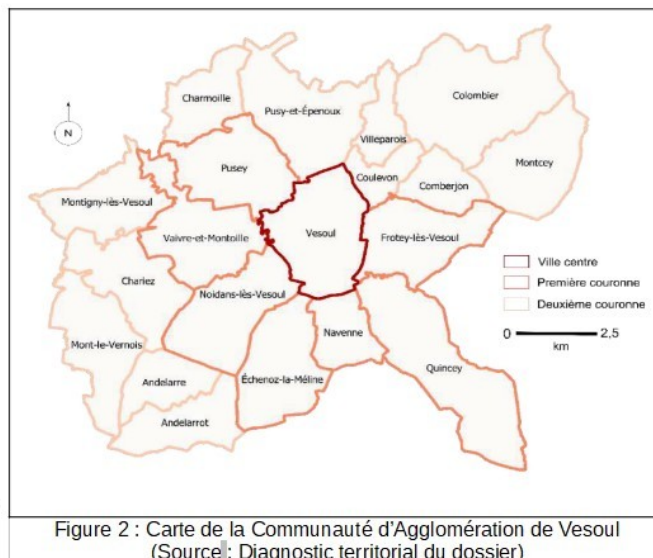 Charmoille
Pusy-et-Épenoux
Colombier
Villeparois
N
Pusey
Coulevon
Montcey
Comberjon
Montigny-lès-Vesoul
Vaivre-et-Montoille
Vesoul
Frotey-lès-Vesoul
Ville centre
Chariez
Première couronne
Noidans-lès-Vesoul
Deuxième couronne
Navenne
0 2,5
Mont-le-Vernois
km
Quincey
Andelarre
Échenoz-la-Méline
Andelarrot
Figure 2 : Carte de la Communauté d'Agglomération de Vesoul
(Source : Diagnostic territorial du dossier)